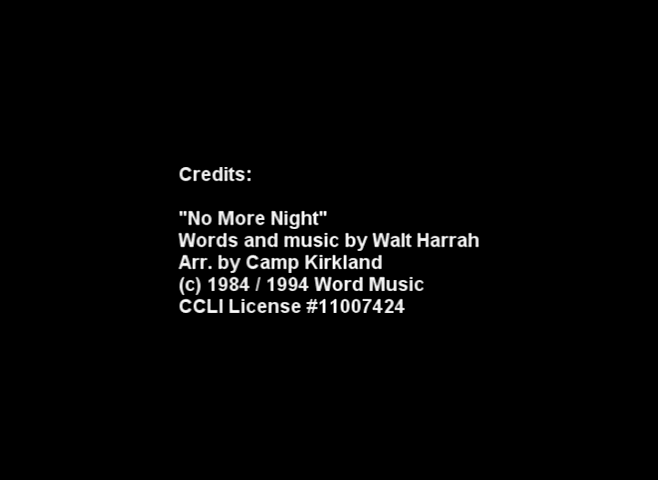 Credits:
"No More Night"
Words and music by Walt Harrah
Arr. by Camp Kirkland
(c) 1984 / 1994 Word Music
CCLI License #11007424